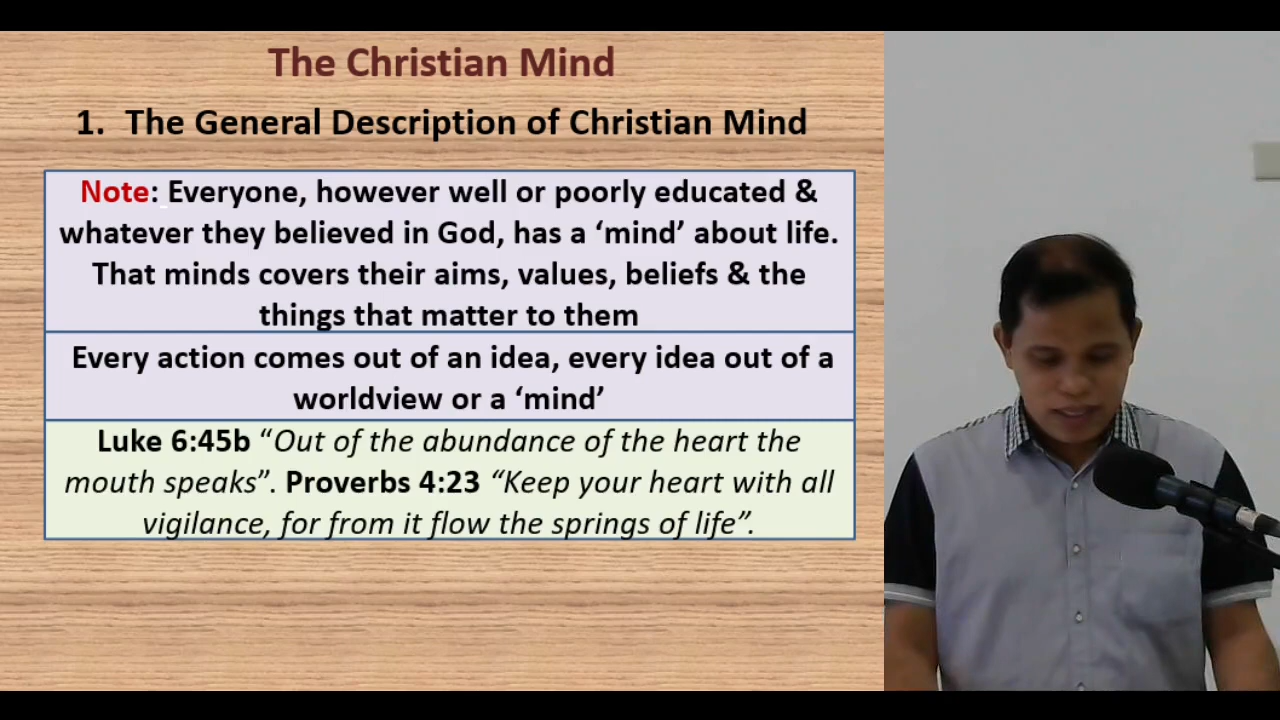 The Christian Mind
1. The General Description of Christian Mind
Note: Everyone, however well or poorly educated &
whatever they believed in God, has a ‘mind’ about life.
That minds covers their aims, values, beliefs & the
things that matter to them
Every action comes out of an idea, every idea out of a
worldview or a ‘mind’
Luke 6:45b “Out of the abundance of the heart the
mouth speaks”. Proverbs 4:23 “Keep your heart with all
vigilance, for from it flow the springs of life”.